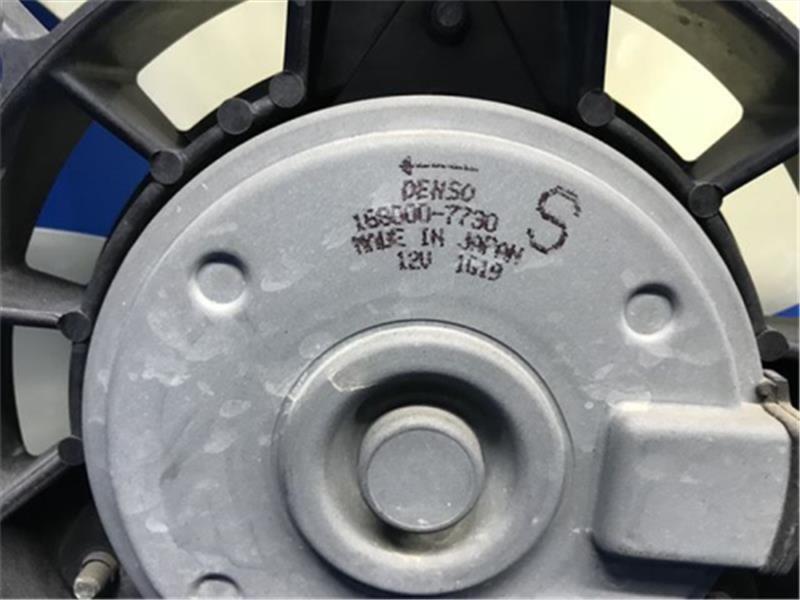 DENSO
168000-7730
MADE IN JAPAN
12V 1G19
S